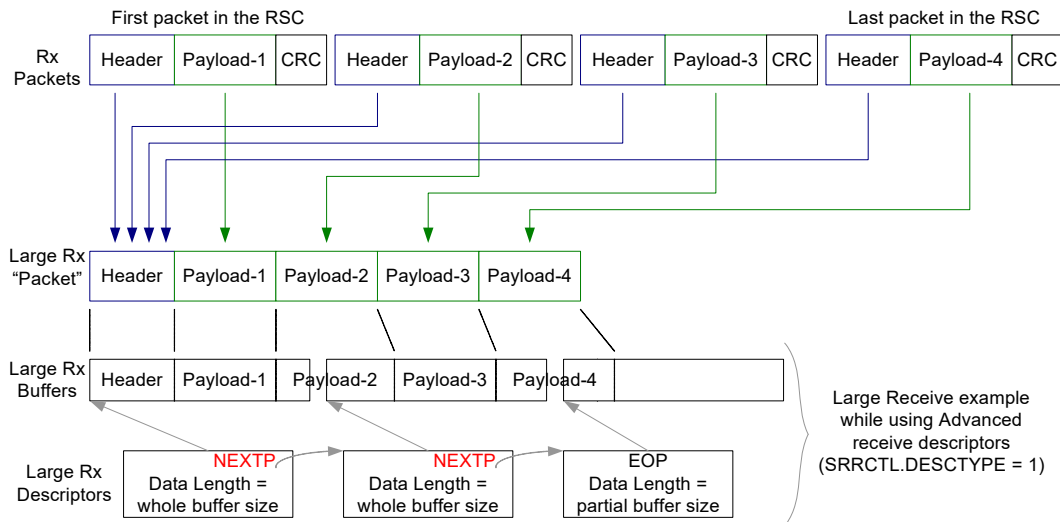 First packet in the RSC
Last packet in the RSC
Rx
Packets
Header Payload-1 CRC Header Payload-2 CRC Header Payload-3 CRC Header Payload-4 CRC
Large Rx
“Packet”
Header Payload-1 Payload-2 Payload-3 Payload-4
Large Rx
Buffers
Header Payload-1 Payload-2 Payload-3 Payload-4
Large Rx
Descriptors
NEXTP
Data Length =
whole buffer size
NEXTP
Data Length =
whole buffer size
EOP
Data Length =
partial buffer size
Large Receive example
while using Advanced
receive descriptors
(SRRCTL.DESCTYPE = 1)